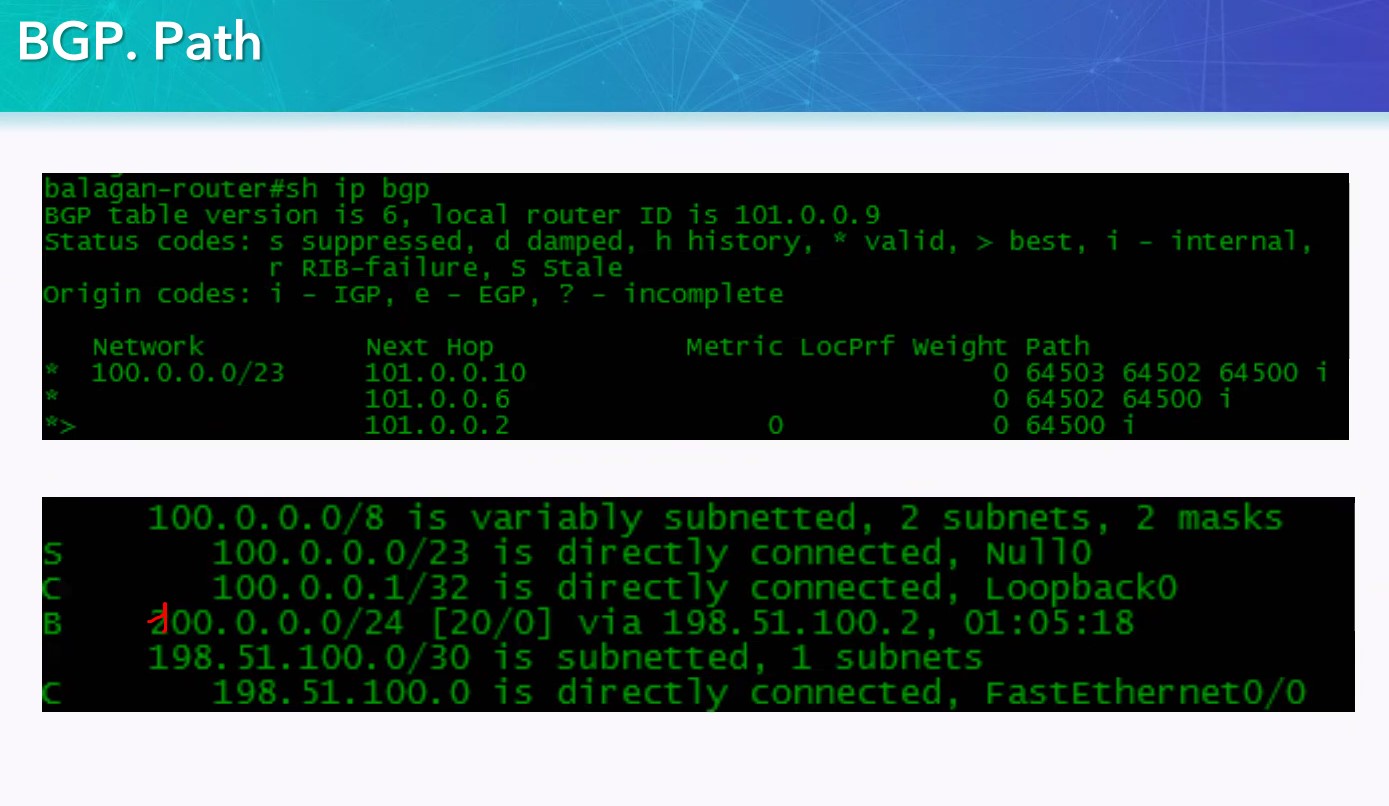 BGP. Path
balagan-router#sh ip bgp
BGP table version is 6, local router ID is 101.0.0.9
Status codes: s suppressed, d damped, h history, * valid, > best, i - internal,
r RIB-failure, S Stale
Origin codes: i - IGP, e - EGP, ? - incomplete
Network Next Hop Metric LocPrf Weight Path
* 100.0.0.0/23 101.0.0.10 0 64503 64502 64500 i
* 101.0.0.6 0 64502 64500 i
*> 101.0.0.2 0 0 64500 i
100.0.0.0/8 is variably subnetted, 2 subnets, 2 masks
S 100.0.0.0/23 is directly connected, Null0
C 100.0.0.1/32 is directly connected, Loopback0
B 200.0.0.0/24 [20/0] via 198.51.100.2, 01:05:18
198.51.100.0/30 is subnetted, 1 subnets
C 198.51.100.0 is directly connected, FastEthernet0/0